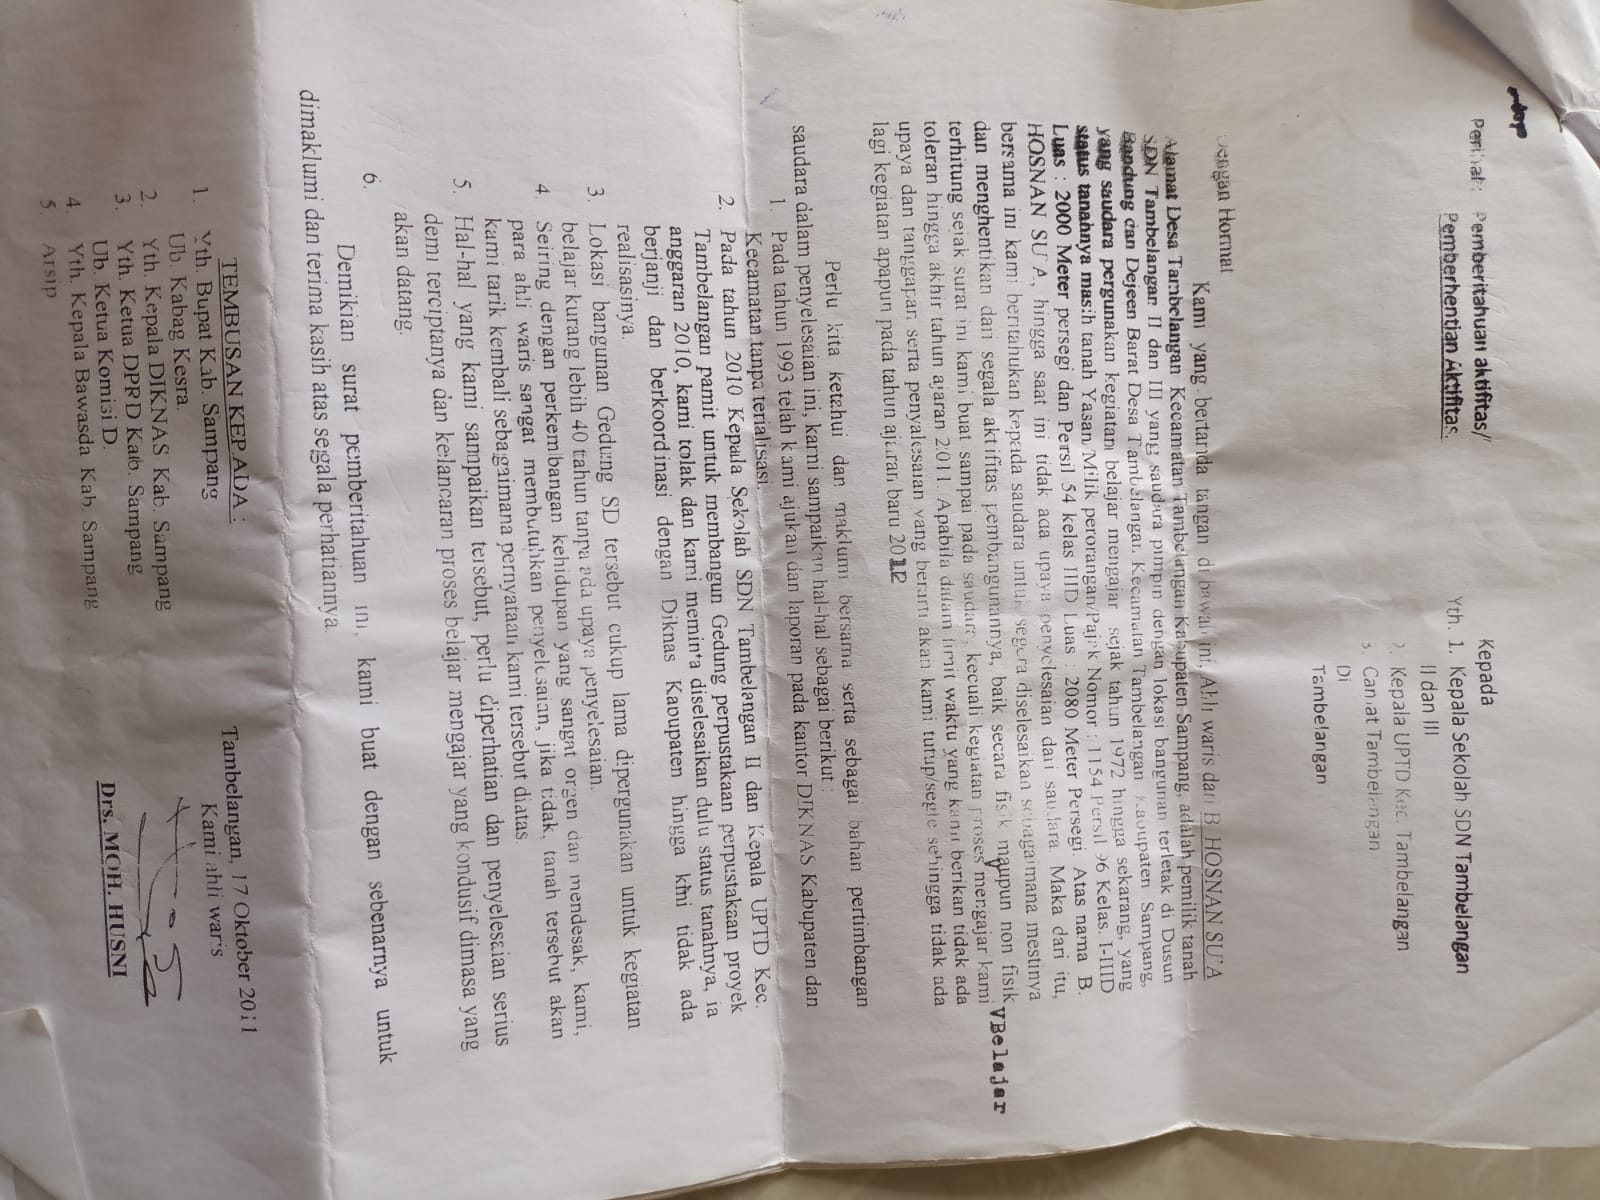 Perihal : Pemberitahuan aktifitas/
Pemberhentian Aktifitas.
Kepada
Yth. 1. Kepala Sekolah SDN Tambelangan
II dan III
2. Kepala UPTD Kec. Tambelangan
3. Camat Tambelangan
Di
Tambelangan
Dengan Hormat
Kami yang bertanda tangan di bawah ini, Ahli waris dari B HOSNAN SU'A
Alamat Desa Tambelangan Kecamatan Tambelangan Kabupaten Sampang, adalah pemilik tanah
SDN Tambelangan II dan III yang saudara pimpin dengan lokasi bangunan terletak di Dusun
Bandung dan Dejeen Barat Desa Tambelangan Kecamatan Tambelangan Kabupaten Sampang,
yang saudara pergunakan kegiatan belajar mengajar sejak tahun 1972 hingga sekarang, yang
status tanahnya masih tanah Yasan/Milik perorangan/Pajak Nomor : 1154 Persil 96 Kelas. I-IIID
Luas : 2000 Meter persegi dan Persil 54 kelas IIID Luas : 2080 Meter Persegi. Atas nama B.
HOSNAN SU'A, hingga saat ini tidak ada upaya penyelesaian dari saudara. Maka dari itu,
bersama ini kami beritahukan kepada saudara untuk segera diselesaikan sebagaimana mestinya
dan menghentikan dari segala aktifitas pembangunannya, baik secara fisik maupun non fisik
terhitung sejak surat ini kami buat sampai pada saudara, kecuali kegiatan proses VBelajar mengajar kami
toleran hingga akhir tahun ajaran 2011. Apabila dalam limit waktu yang kami berikan tidak ada
upaya dan tanggapan serta penyalesaian yang berarti akan kami tutup/segle sehingga tidak ada
lagi kegiatan apapun pada tahun ajaran baru 2012
Perlu kita ketehui dan maklumi bersama serta sebagai bahan pertimbangan
saudara dalam penyelesaian ini, kami sampaikan hal-hal sebagai berikut :
1. Pada tahun 1993 telah kami ajukan dan laporan pada kantor DIKNAS Kabupaten dan
Kecamatan tanpa terialisasi.
2. Pada tahun 2010 Kepala Sekolah SDN Tambelangan II dan Kepala UPTD Kec.
Tambelangan pamit untuk membangun Gedung perpustakaan perpustakaan proyek
anggaran 2010, kami tolak dan kami meminta diselesaikan dulu status tanahnya, ia
berjanji dan berkoordinasi dengan Diknas Kabupaten hingga kini tidak ada
realisasinya.
3. Lokasi bangunan Gedung SD tersebut cukup lama dipergunakan untuk kegiatan
belajar kurang lebih 40 tahun tanpa ada upaya penyelesaian.
4. Seiring dengan perkembangan kehidupan yang sangat orgen dan mendesak, kami,
para ahli waris sangat membutuhkan penyelesaian, jika tidak, tanah tersebut akan
kami tarik kembali sebagaimana pernyataan kami tersebut diatas.
5. Hal-hal yang kami sampaikan tersebut, perlu diperhatian dan penyelesaian serius
demi terciptanya dan kelancaran proses belajar mengajar yang kondusif dimasa yang
akan datang.
6.
Demikian surat pemberitahuan ini, kami buat dengan sebenarnya untuk
dimaklumi dan terima kasih atas segala perhatiannya.
Tambelangan, 17 Oktober 2011
Kami ahli waris
Drs. MOH. HUSNI
TEMBUSAN KEPADA :
1. Yth. Bupati Kab. Sampang
Ub. Kabag Kesra.
2. Yth. Kepala DIKNAS Kab. Sampang
3. Yth. Ketua DPRD Kab. Sampang
Ub. Ketua Komisi D.
4. Yth. Kepala Bawasda Kab. Sampang
5. Arsip